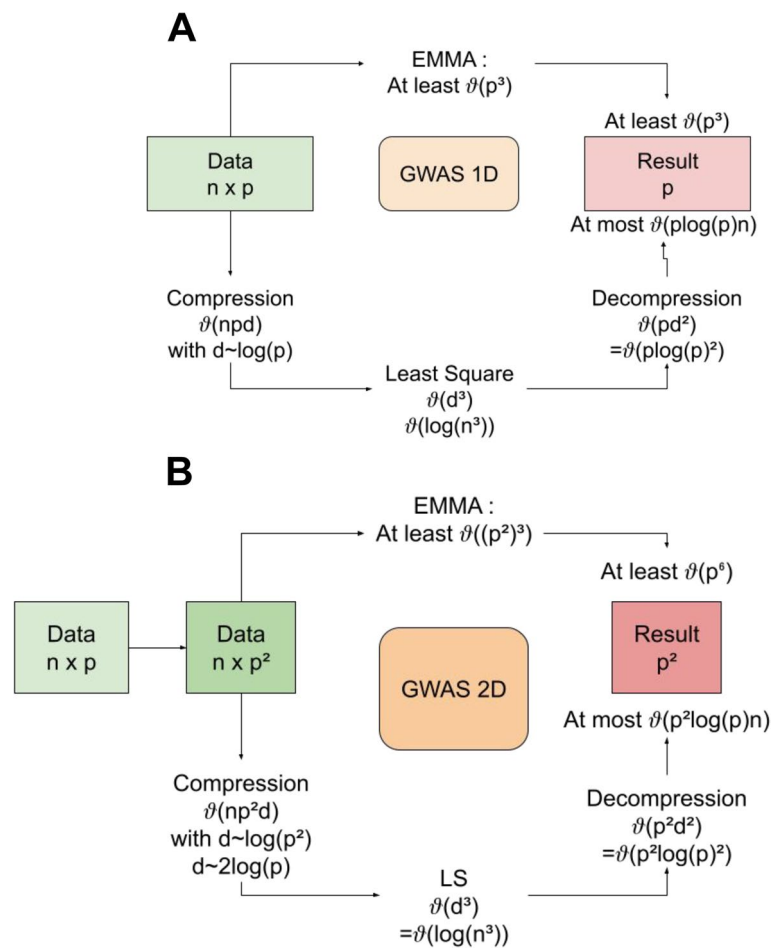 A
EMMA :
At least 𝜗(p³)
At least 𝜗(p³)
Data
n x p
GWAS 1D
Result
p
At most 𝜗(plog(p)n)
Compression
𝜗(npd)
with d~log(p)
Decompression
𝜗(pd²)
=𝜗(plog(p)²)
Least Square
𝜗(d³)
𝜗(log(n³))
B
EMMA :
At least 𝜗((p²)³)
At least 𝜗(p⁶)
Data
n x p
Data
n x p²
GWAS 2D
Result
p²
At most 𝜗(p²log(p)n)
Compression
𝜗(np²d)
with d~log(p²)
d~2log(p)
Decompression
𝜗(p²d²)
=𝜗(p²log(p)²)
LS
𝜗(d³)
=𝜗(log(n³))